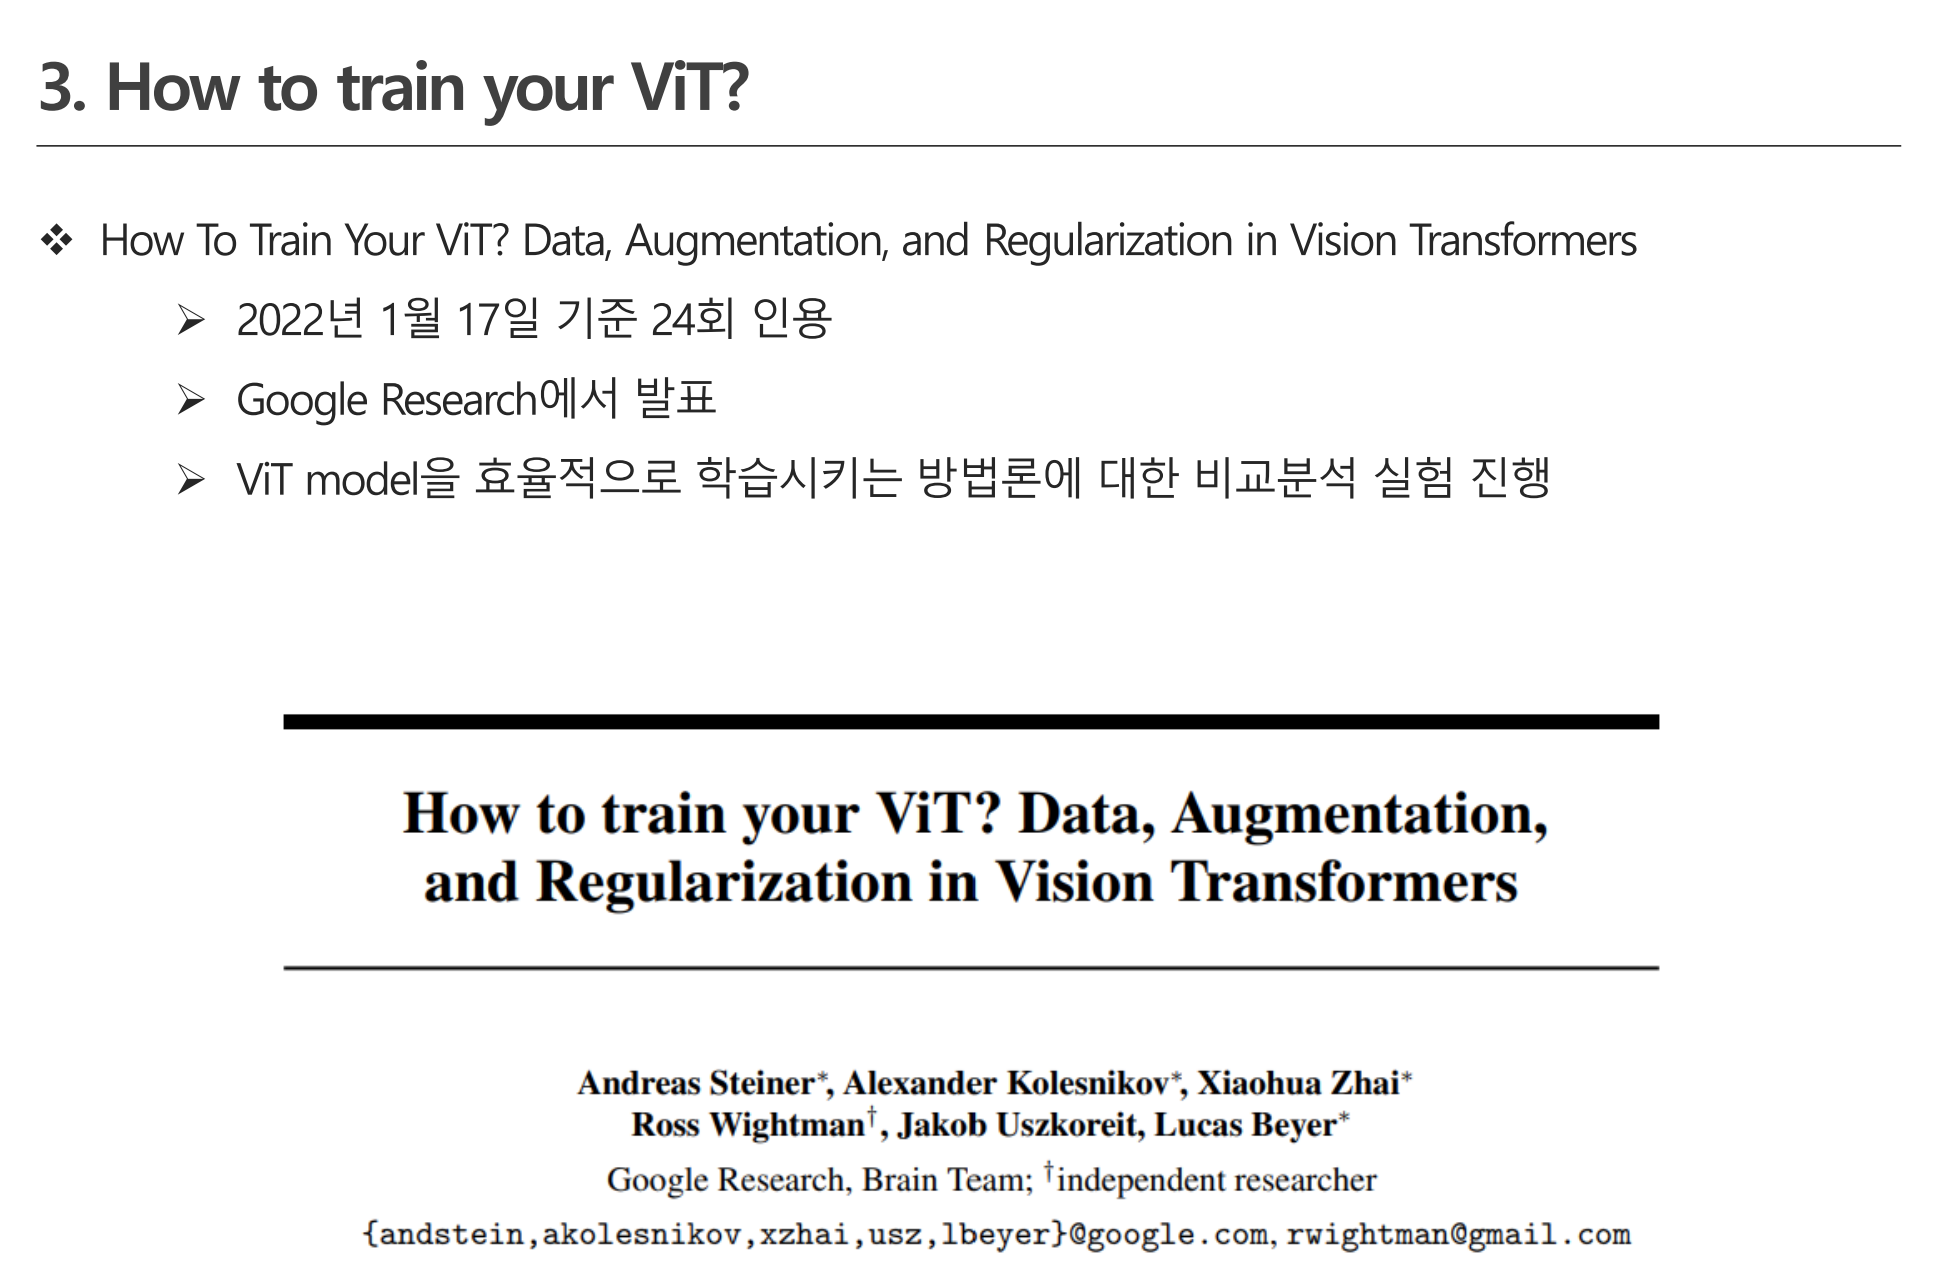 3. How to train your ViT?
❖ How To Train Your ViT? Data, Augmentation, and Regularization in Vision Transformers
➢ 2022년 1월 17일 기준 24회 인용
➢ Google Research에서 발표
➢ ViT model을 효율적으로 학습시키는 방법론에 대한 비교분석 실험 진행
How to train your ViT? Data, Augmentation,
and Regularization in Vision Transformers
Andreas Steiner*, Alexander Kolesnikov*, Xiaohua Zhai*
Ross Wightman†, Jakob Uszkoreit, Lucas Beyer*
Google Research, Brain Team; †independent researcher
{andstein,akolesnikov,xzhai,usz,lbeyer}@google.com, rwightman@gmail.com